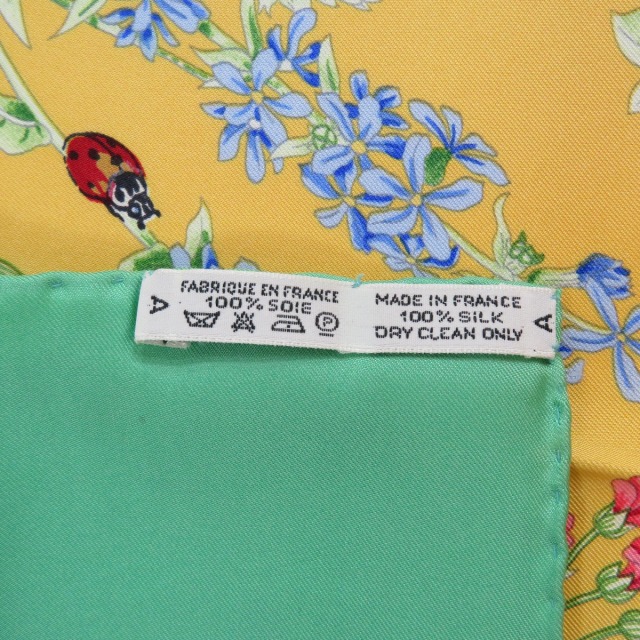 A
FABRIQUE EN FRANCE
100% SOIE
P
MADE IN FRANCE
100% SILK
DRY CLEAN ONLY
A